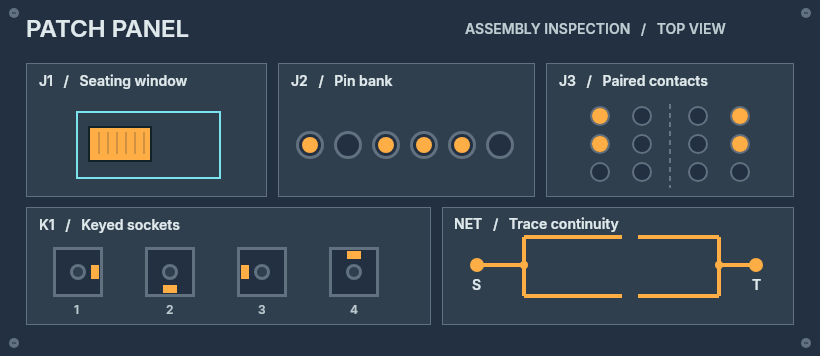 PATCH PANEL
ASSEMBLY INSPECTION / TOP VIEW
J1 / Seating window
J2 / Pin bank
J3 / Paired contacts
K1 / Keyed sockets
1 2 3 4
NET / Trace continuity
S T